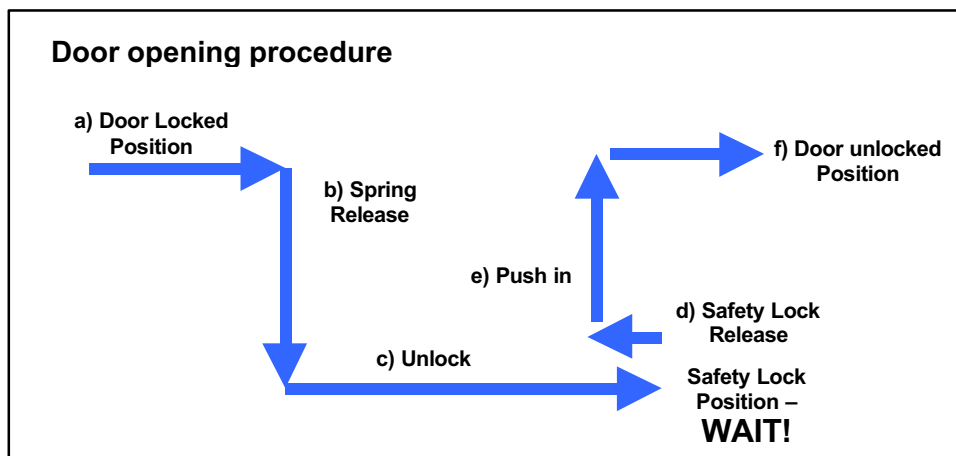 Door opening procedure
a) Door Locked
Position
b) Spring
Release
c) Unlock
Safety Lock
Position –
WAIT!
d) Safety Lock
Release
e) Push in
f) Door unlocked
Position